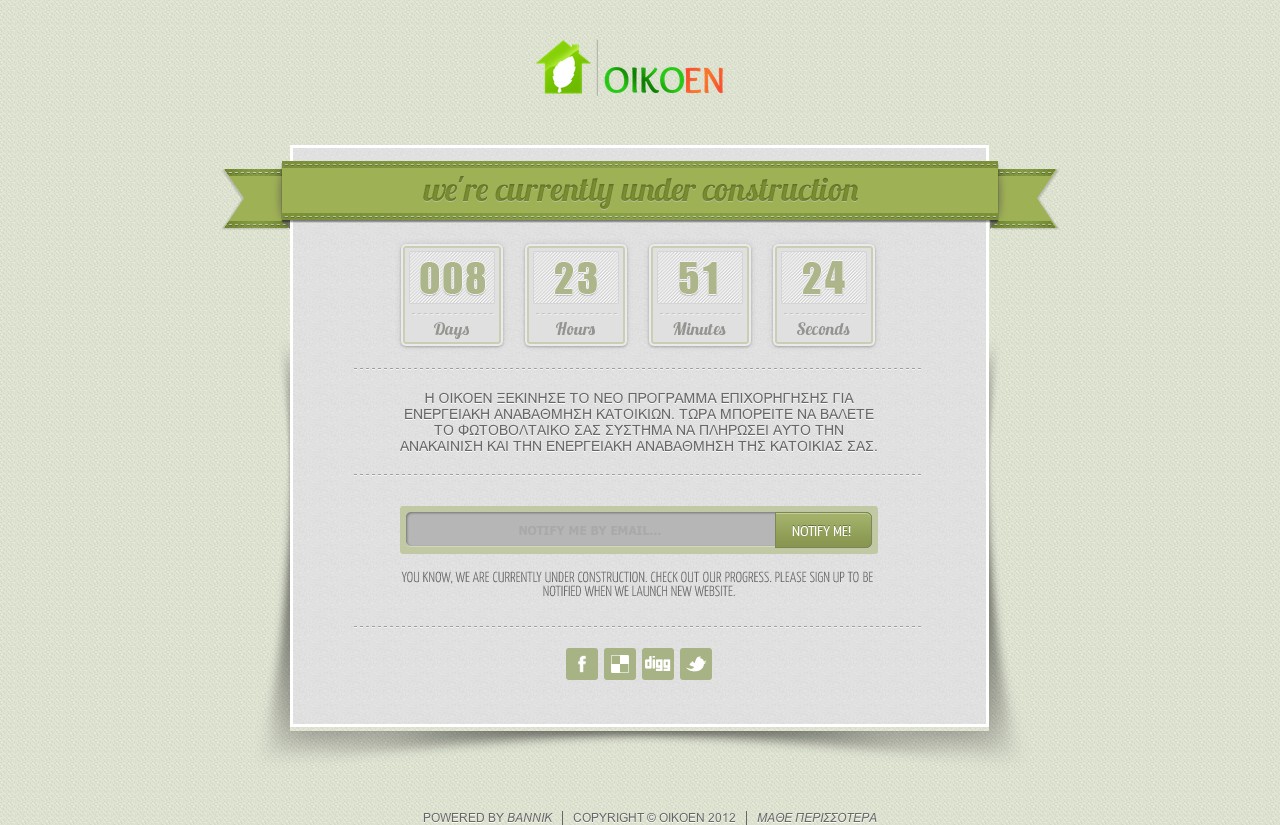 OIKOEN
we're currently under construction
008 23 51 24
Days Hours Minutes Seconds
Η ΟΙΚΟΕΝ ΞΕΚΙΝΗΣΕ ΤΟ ΝΕΟ ΠΡΟΓΡΑΜΜΑ ΕΠΙΧΟΡΗΓΗΣΗΣ ΓΙΑ
ΕΝΕΡΓΕΙΑΚΗ ΑΝΑΒΑΘΜΗΣΗ ΚΑΤΟΙΚΙΩΝ. ΤΩΡΑ ΜΠΟΡΕΙΤΕ ΝΑ ΒΑΛΕΤΕ
ΤΟ ΦΩΤΟΒΟΛΤΑΙΚΟ ΣΑΣ ΣΥΣΤΗΜΑ ΝΑ ΠΛΗΡΩΣΕΙ ΑΥΤΟ ΤΗΝ
ΑΝΑΚΑΙΝΙΣΗ ΚΑΙ ΤΗΝ ΕΝΕΡΓΕΙΑΚΗ ΑΝΑΒΑΘΜΗΣΗ ΤΗΣ ΚΑΤΟΙΚΙΑΣ ΣΑΣ.
NOTIFY ME BY EMAIL... NOTIFY ME!
YOU KNOW, WE ARE CURRENTLY UNDER CONSTRUCTION. CHECK OUT OUR PROGRESS. PLEASE SIGN UP TO BE
NOTIFIED WHEN WE LAUNCH NEW WEBSITE.
f digg
POWERED BY BANNIK | COPYRIGHT © OIKOEN 2012 | ΜΑΘΕ ΠΕΡΙΣΣΟΤΕΡΑ